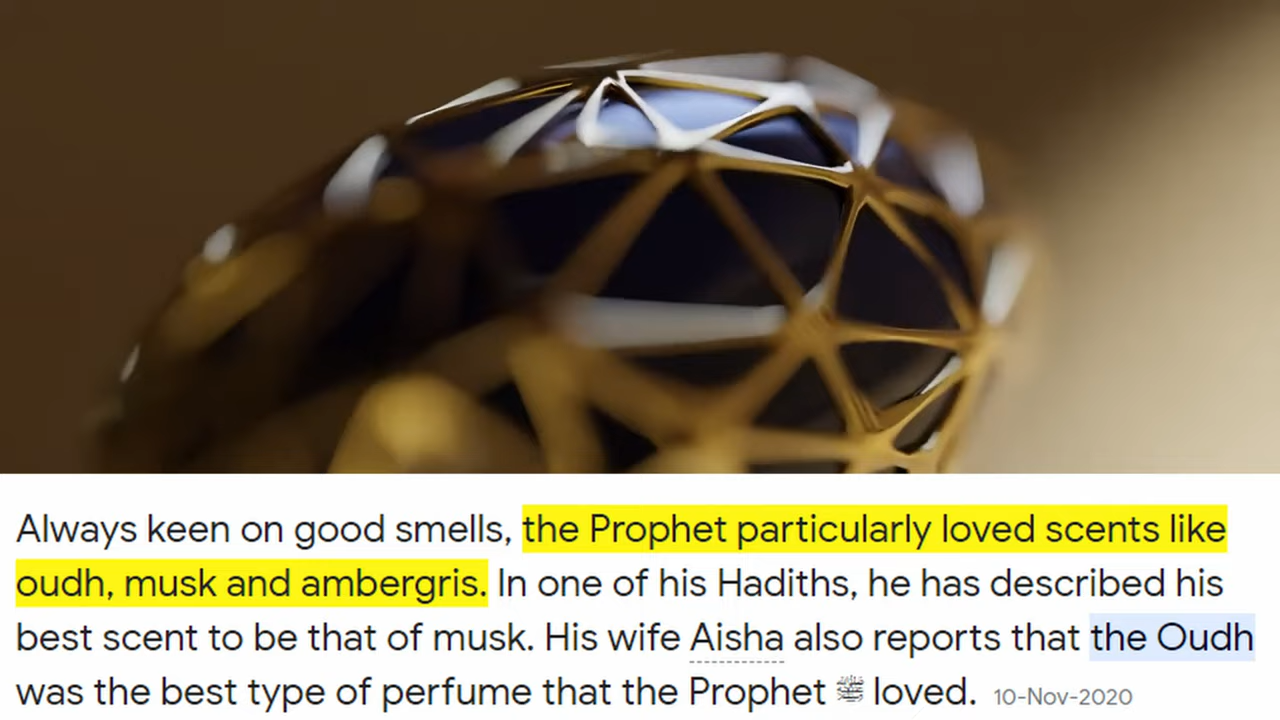 Always keen on good smells, the Prophet particularly loved scents like
oudh, musk and ambergris. In one of his Hadiths, he has described his
best scent to be that of musk. His wife Aisha also reports that the Oudh
was the best type of perfume that the Prophet ﷺ loved. 10-Nov-2020